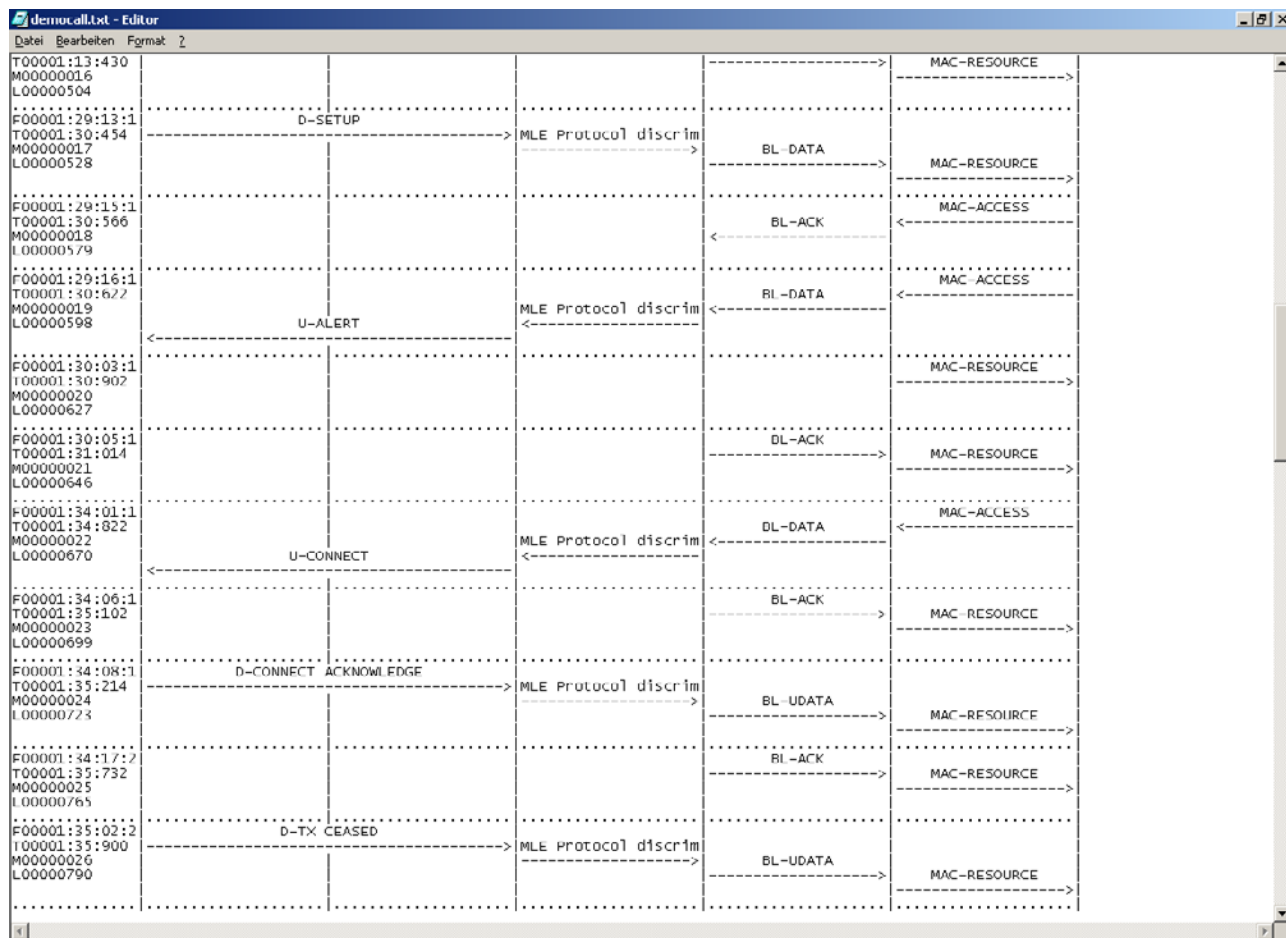 democall.txt - Editor
Datei Bearbeiten Format ?
T00001:13:430 MAC-RESOURCE
M00000016
L00000504
F00001:29:13:1 D-SETUP
T00001:30:454 MLE Protocol discrim
M00000017 BL-DATA
L00000528 MAC-RESOURCE
F00001:29:15:1 MAC-ACCESS
T00001:30:566 BL-ACK
M00000018
L00000579
F00001:29:16:1 MAC-ACCESS
T00001:30:622 BL-DATA
M00000019 MLE Protocol discrim
L00000598 U-ALERT
F00001:30:03:1 MAC-RESOURCE
T00001:30:902
M00000020
L00000627
F00001:30:05:1 BL-ACK
T00001:31:014 MAC-RESOURCE
M00000021
L00000646
F00001:34:01:1 MAC-ACCESS
T00001:34:822 BL-DATA
M00000022 MLE Protocol discrim
L00000670 U-CONNECT
F00001:34:06:1 BL-ACK
T00001:35:102 MAC-RESOURCE
M00000023
L00000699
F00001:34:08:1 D-CONNECT ACKNOWLEDGE
T00001:35:214 MLE Protocol discrim
M00000024 BL-UDATA
L00000723 MAC-RESOURCE
F00001:34:17:2 BL-ACK
T00001:35:732 MAC-RESOURCE
M00000025
L00000765
F00001:35:02:2 D-TX CEASED
T00001:35:900 MLE Protocol discrim
M00000026 BL-UDATA
L00000790 MAC-RESOURCE